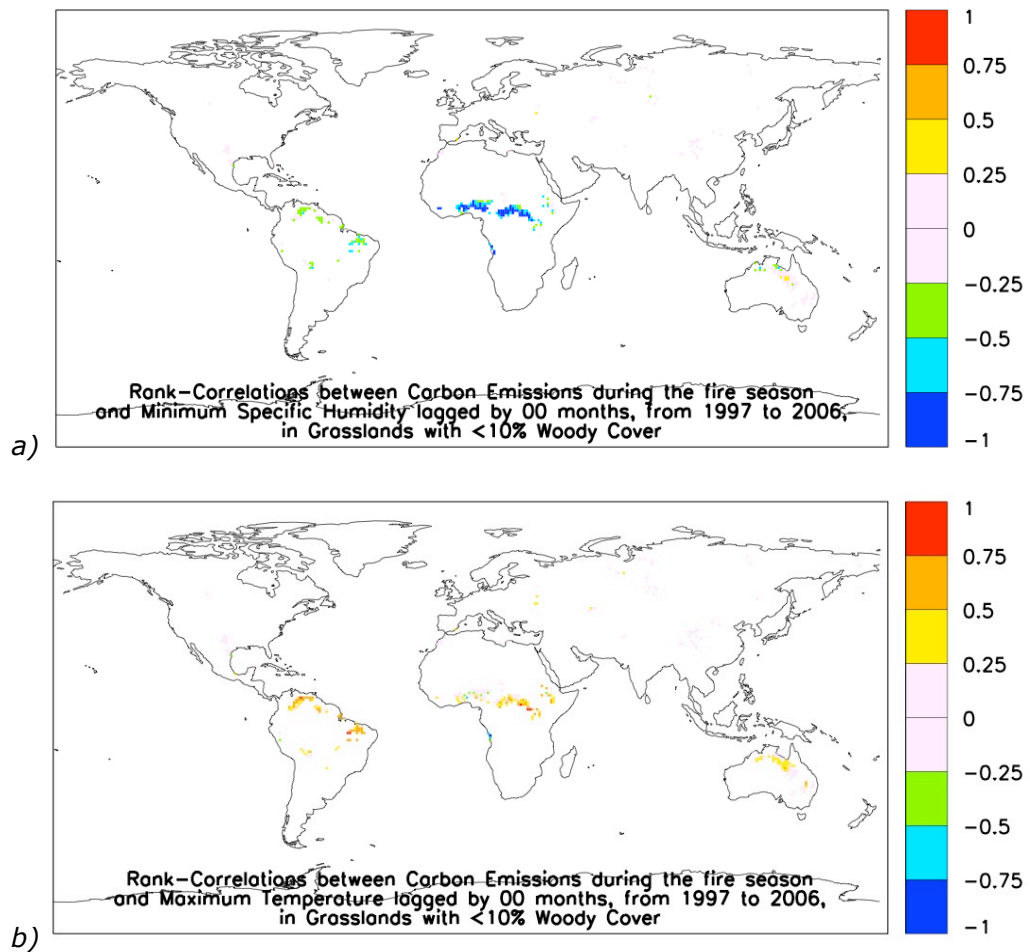 1
0.75
0.5
0.25
0
-0.25
-0.5
-0.75
-1
Rank-Correlations between Carbon Emissions during the fire season
and Minimum Specific Humidity lagged by 00 months, from 1997 to 2006,
in Grasslands with <10% Woody Cover
a)
1
0.75
0.5
0.25
0
-0.25
-0.5
-0.75
-1
Rank-Correlations between Carbon Emissions during the fire season
and Maximum Temperature lagged by 00 months, from 1997 to 2006,
in Grasslands with <10% Woody Cover
b)